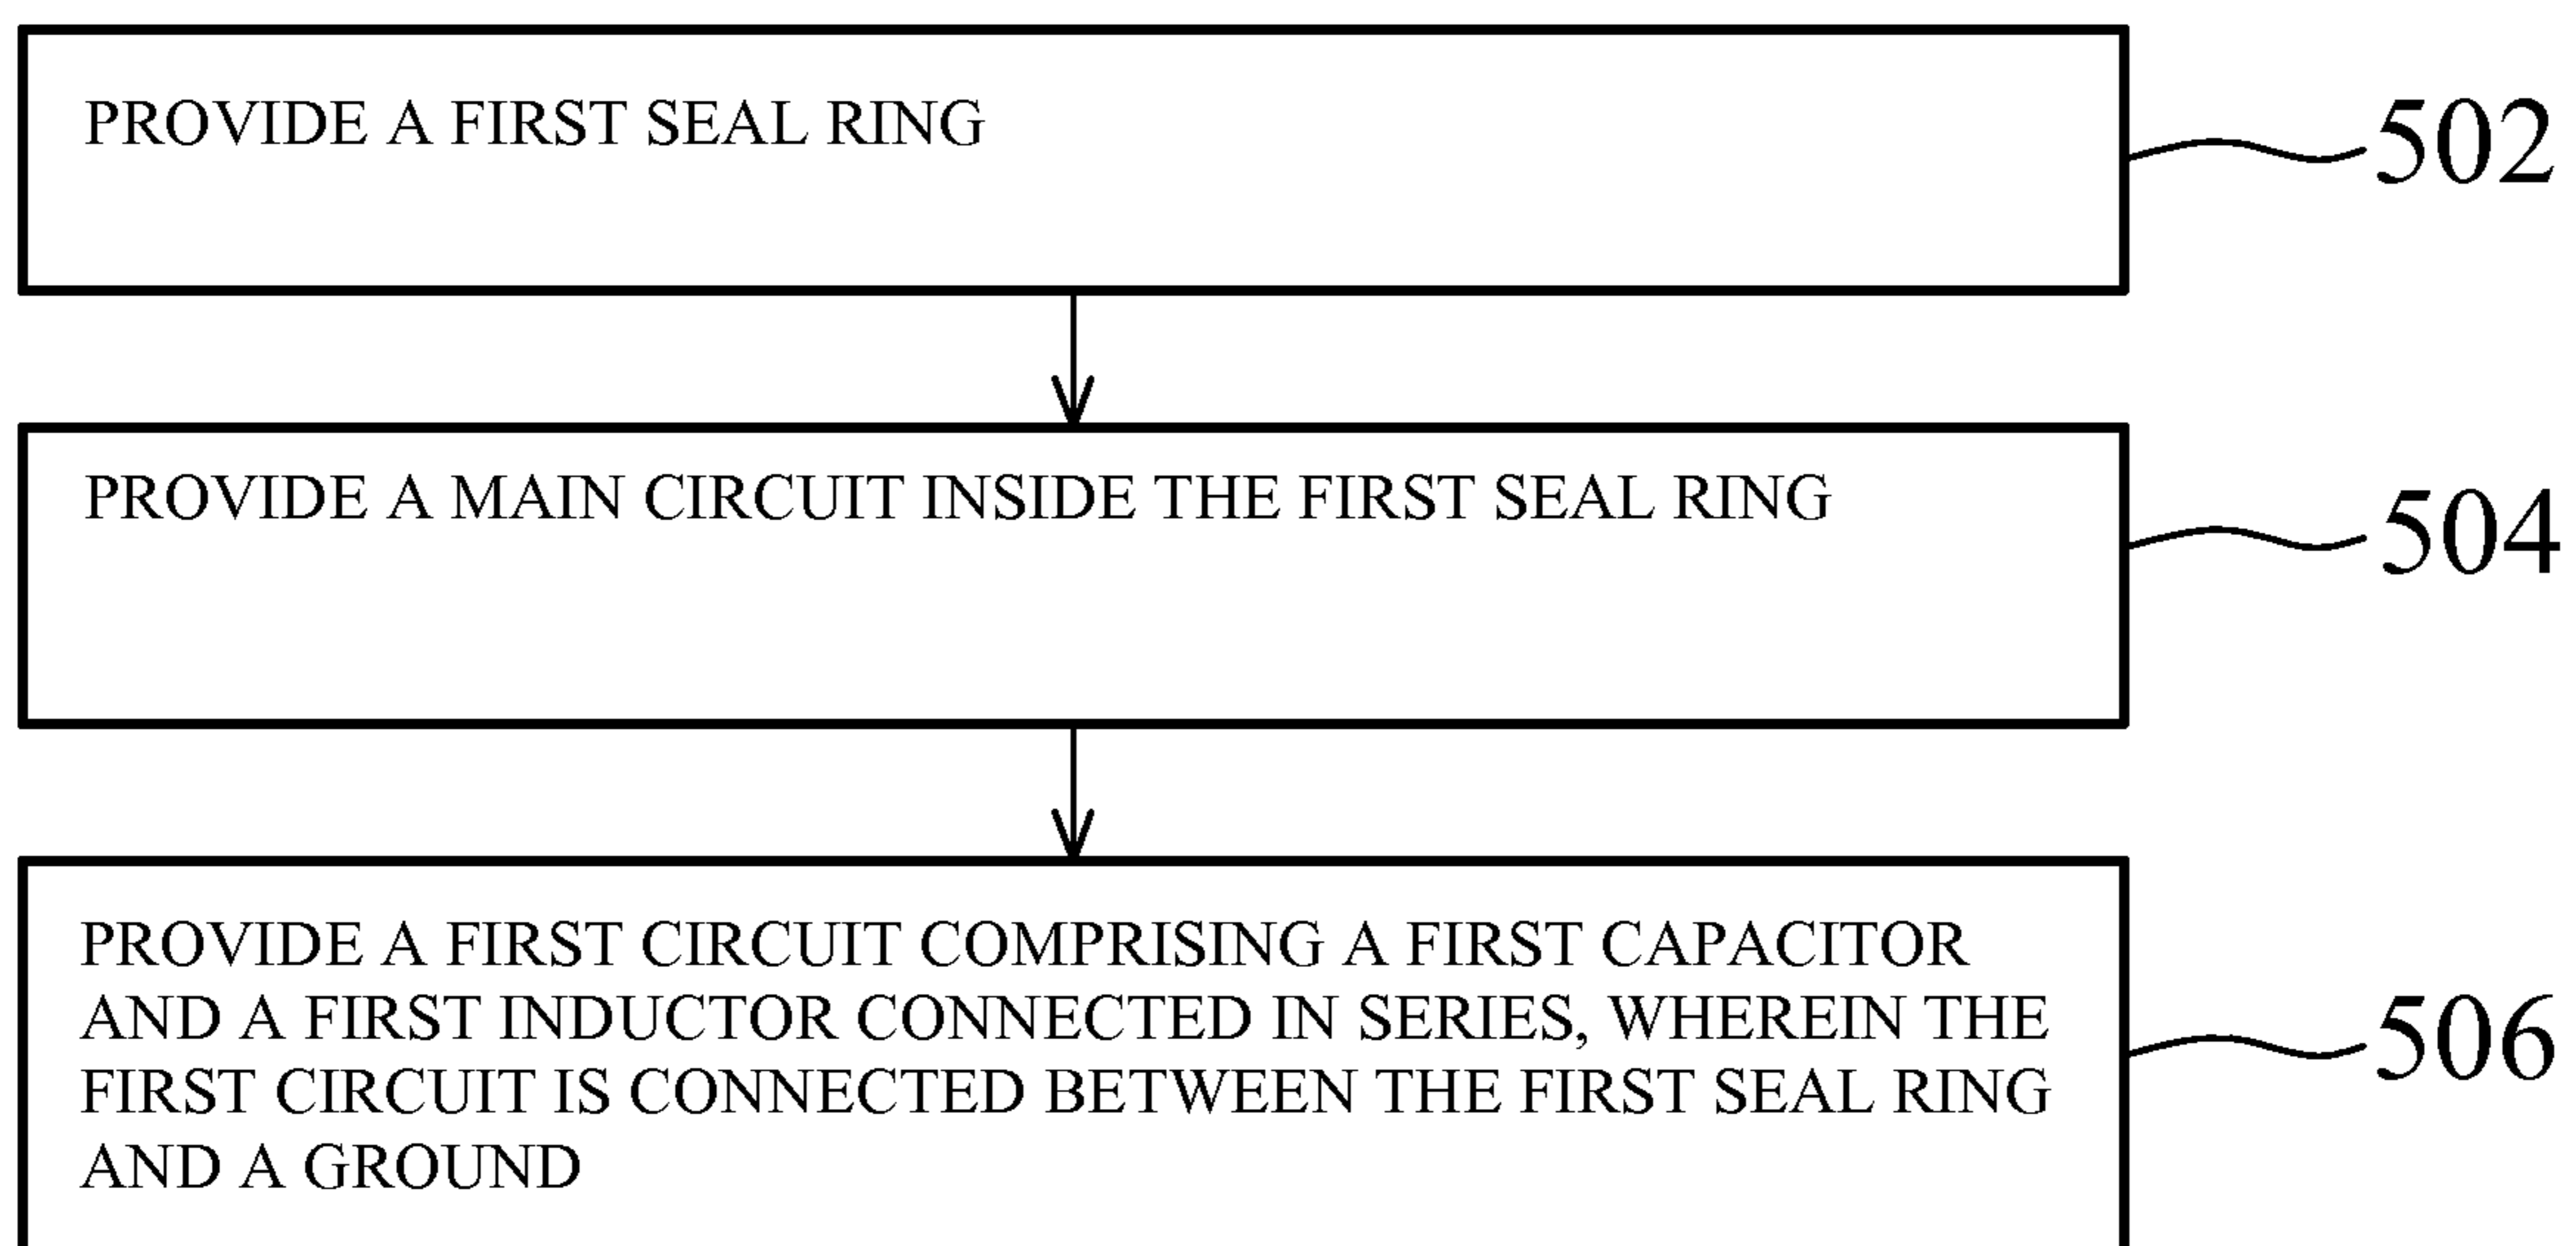 PROVIDE A FIRST SEAL RING
502
PROVIDE A MAIN CIRCUIT INSIDE THE FIRST SEAL RING
504
PROVIDE A FIRST CIRCUIT COMPRISING A FIRST CAPACITOR
AND A FIRST INDUCTOR CONNECTED IN SERIES, WHEREIN THE
FIRST CIRCUIT IS CONNECTED BETWEEN THE FIRST SEAL RING
AND A GROUND
506